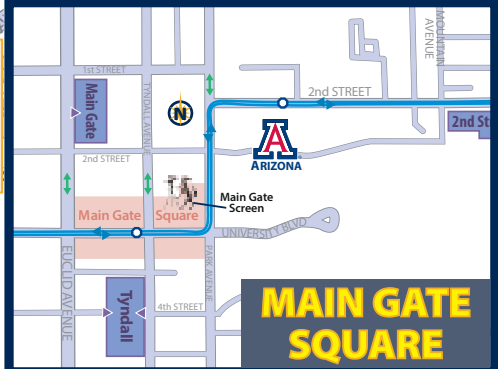 MOUNTAIN
AVENUE
1st STREET
TYNDALL AVENUE
Main Gate
N
2nd STREET
2nd St
A
ARIZONA
2nd STREET
Main Gate
Screen
Main Gate Square
UNIVERSITY BLVD
EUCLID AVENUE
PARK AVENUE
Tyndall
4th STREET
MAIN GATE
SQUARE